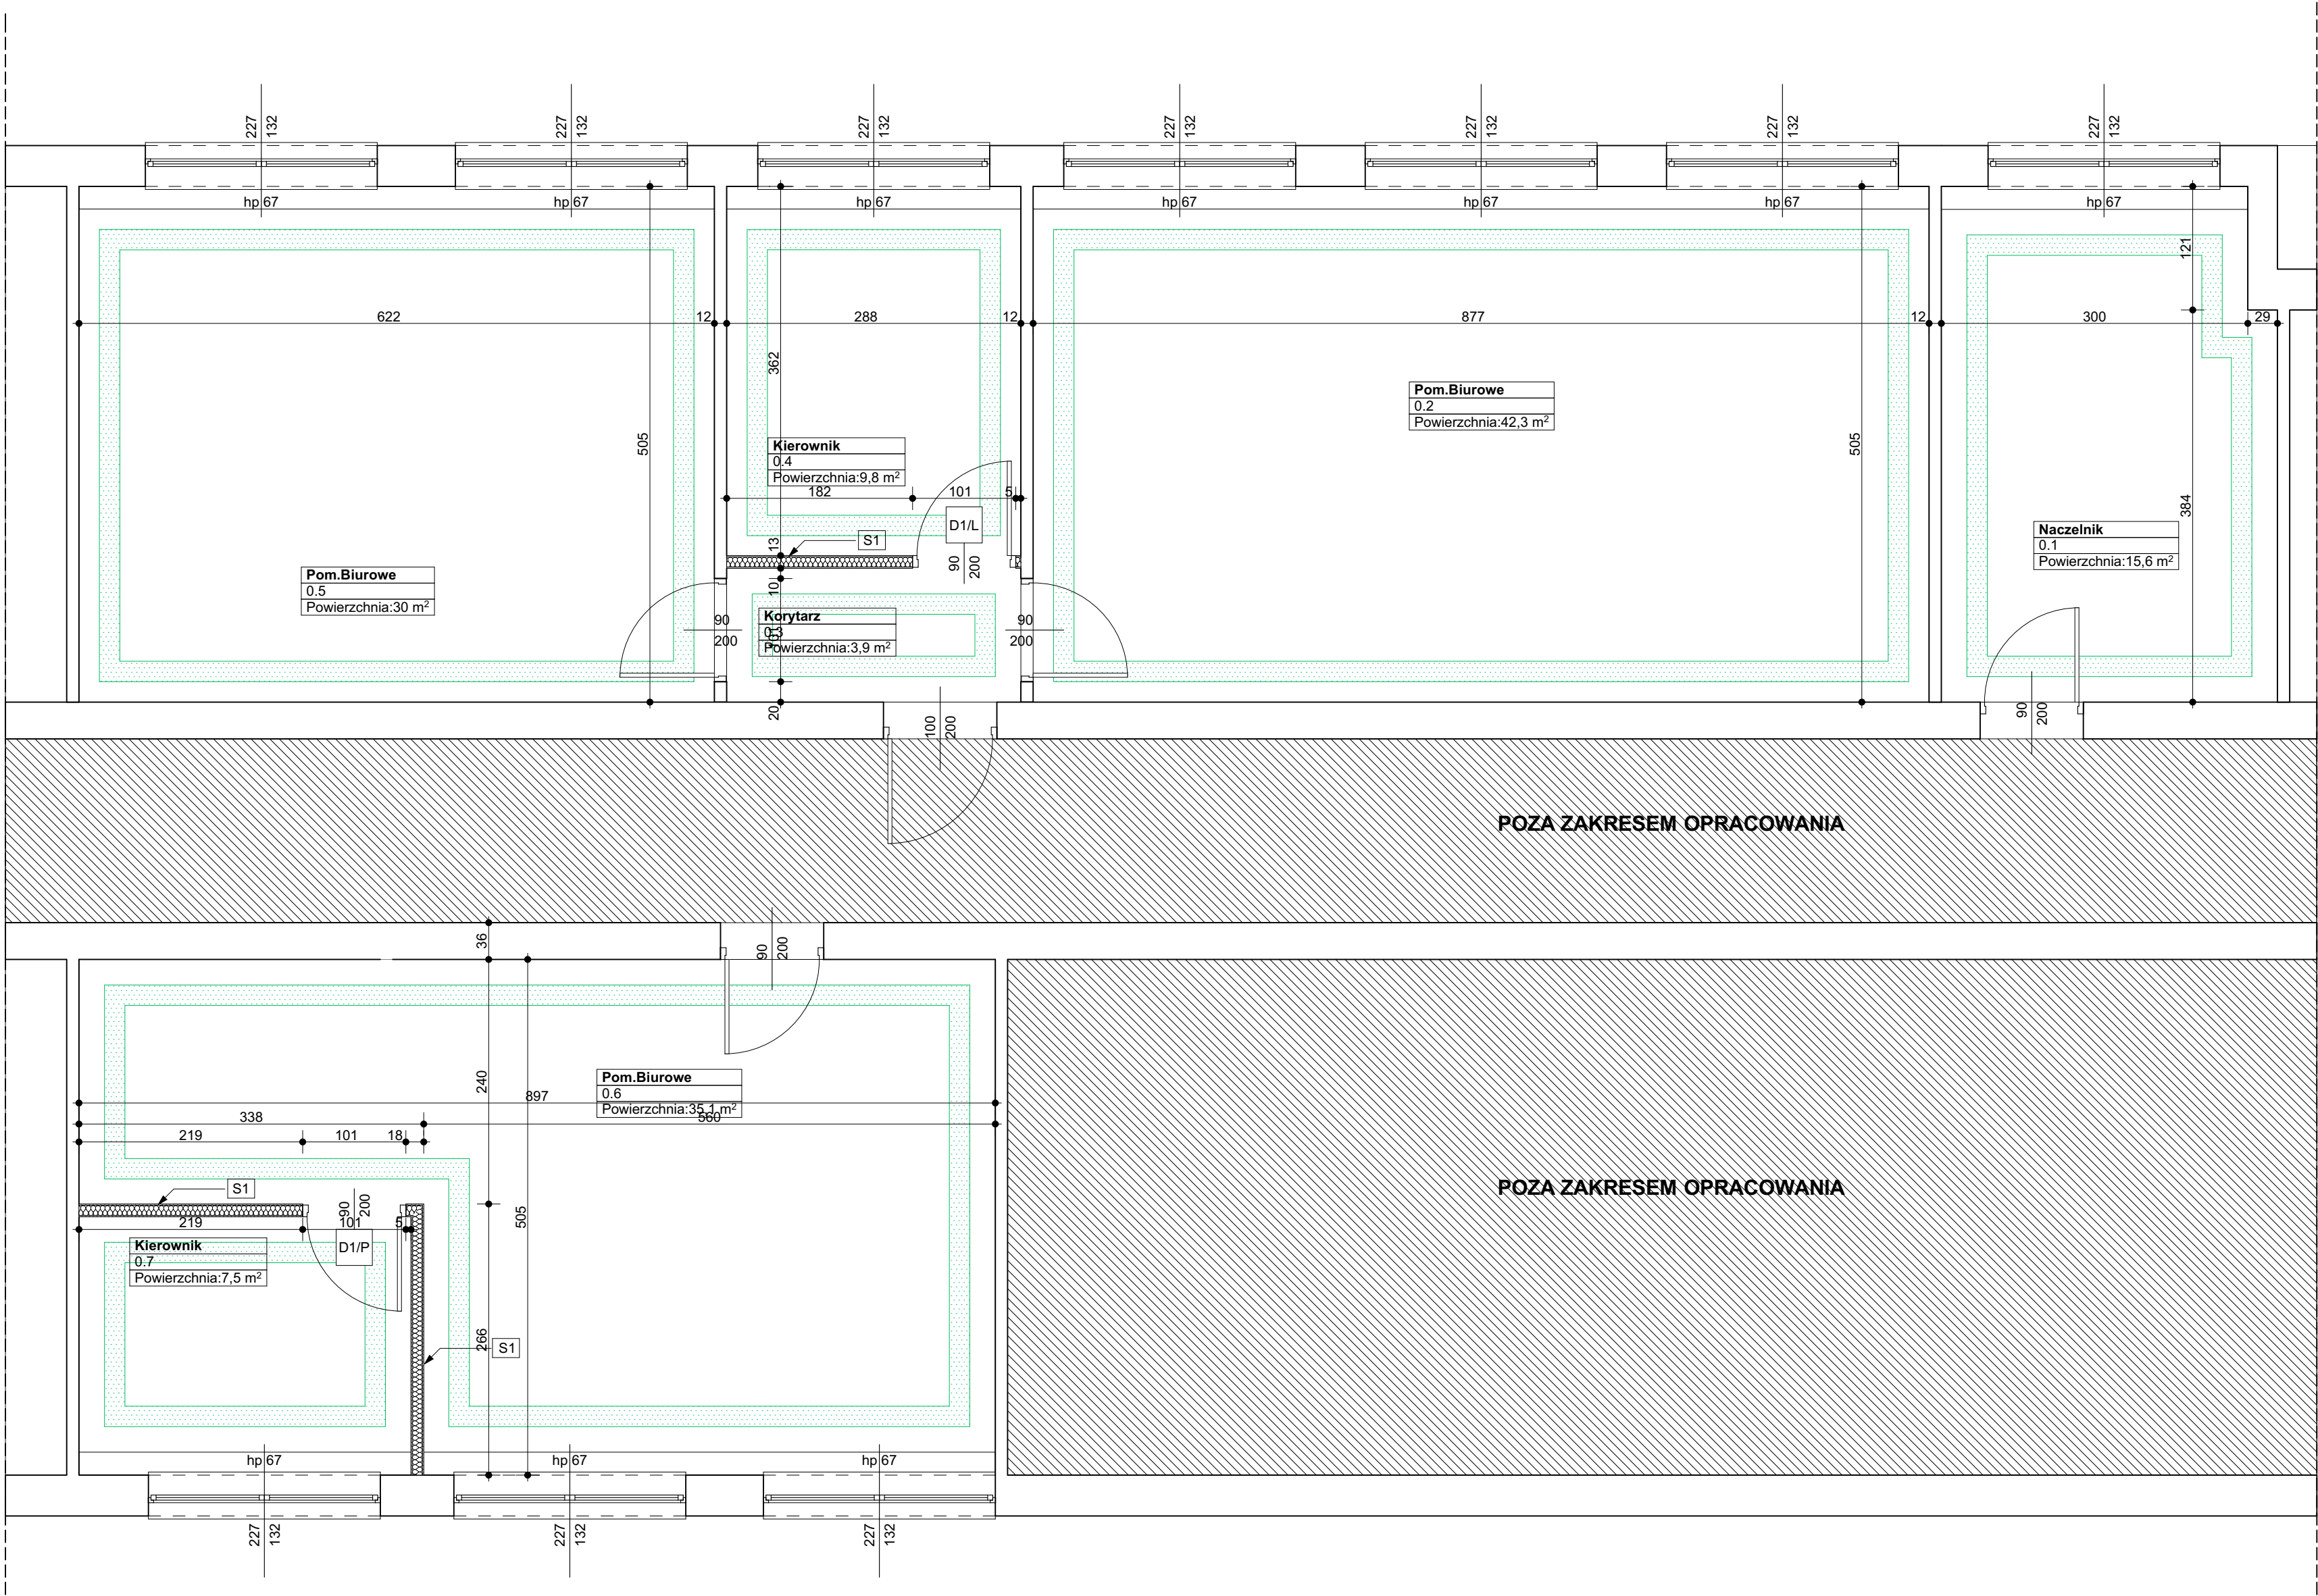 227 132
227 132
227 132
227 132
227 132
227 132
227 132
hp 67
hp 67
hp 67
hp 67
hp 67
hp 67
hp 67
622
12
288
12
877
12
300
29
121
362
505
505
384
Pom.Biurowe
0.2
Powierzchnia:42,3 m²
Kierownik
0.4
Powierzchnia:9,8 m²
182
101
5
D1/L
90
200
S1
13
10
Naczelnik
0.1
Powierzchnia:15,6 m²
Pom.Biurowe
0.5
Powierzchnia:30 m²
Korytarz
0.3
Powierzchnia:3,9 m²
90
200
90
200
20
100
200
90
200
POZA ZAKRESEM OPRACOWANIA
36
90
200
Pom.Biurowe
0.6
Powierzchnia:35,1 m²
240
897
338
560
219
101
18
S1
90
200
219
101
5
D1/P
505
Kierownik
0.7
Powierzchnia:7,5 m²
266
S1
POZA ZAKRESEM OPRACOWANIA
hp 67
hp 67
hp 67
227 132
227 132
227 132